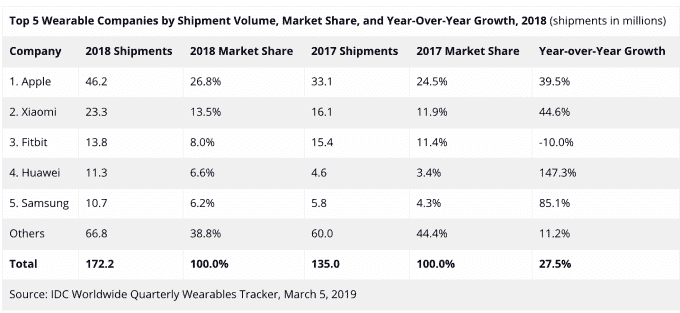 Top 5 Wearable Companies by Shipment Volume, Market Share, and Year-Over-Year Growth, 2018 (shipments in millions)
Company 2018 Shipments 2018 Market Share 2017 Shipments 2017 Market Share Year-over-Year Growth
1. Apple 46.2 26.8% 33.1 24.5% 39.5%
2. Xiaomi 23.3 13.5% 16.1 11.9% 44.6%
3. Fitbit 13.8 8.0% 15.4 11.4% -10.0%
4. Huawei 11.3 6.6% 4.6 3.4% 147.3%
5. Samsung 10.7 6.2% 5.8 4.3% 85.1%
Others 66.8 38.8% 60.0 44.4% 11.2%
Total 172.2 100.0% 135.0 100.0% 27.5%
Source: IDC Worldwide Quarterly Wearables Tracker, March 5, 2019